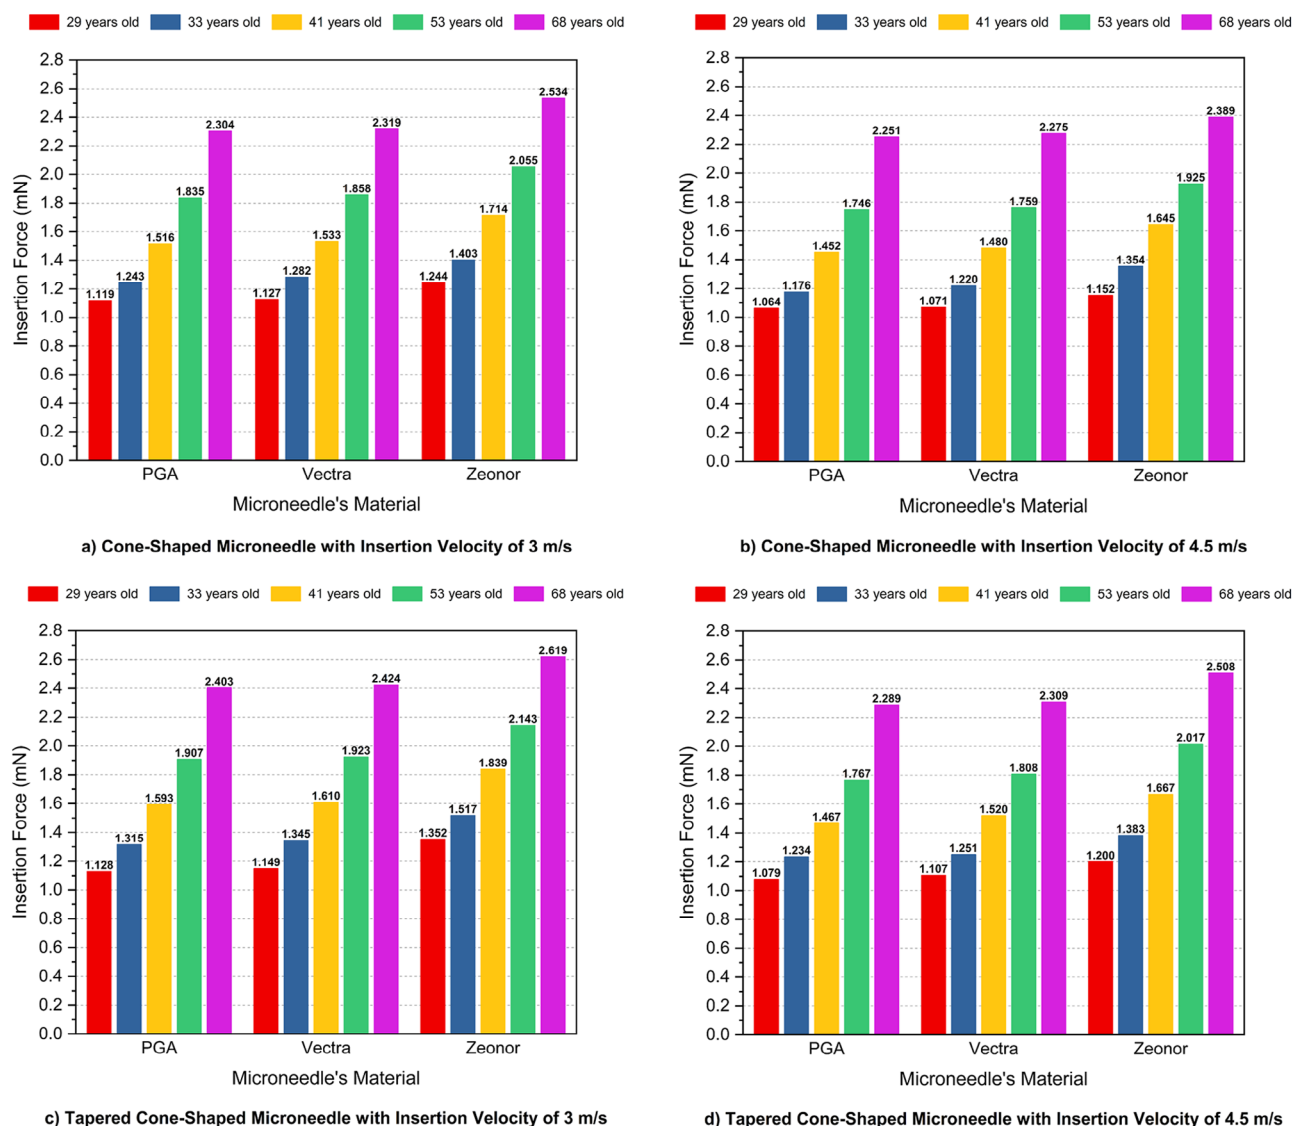 29 years old 33 years old 41 years old 53 years old 68 years old
2.8
2.6
2.4
2.2
2.0
1.8
1.6
1.4
1.2
1.0
0.8
0.6
0.4
0.2
0.0
Insertion Force (mN)
1.119 1.243 1.516 1.835 2.304
1.127 1.282 1.533 1.858 2.319
1.244 1.403 1.714 2.055 2.534
PGA Vectra Zeonor
Microneedle's Material
a) Cone-Shaped Microneedle with Insertion Velocity of 3 m/s
29 years old 33 years old 41 years old 53 years old 68 years old
2.8
2.6
2.4
2.2
2.0
1.8
1.6
1.4
1.2
1.0
0.8
0.6
0.4
0.2
0.0
Insertion Force (mN)
1.064 1.176 1.452 1.746 2.251
1.071 1.220 1.480 1.759 2.275
1.152 1.354 1.645 1.925 2.389
PGA Vectra Zeonor
Microneedle's Material
b) Cone-Shaped Microneedle with Insertion Velocity of 4.5 m/s
29 years old 33 years old 41 years old 53 years old 68 years old
2.8
2.6
2.4
2.2
2.0
1.8
1.6
1.4
1.2
1.0
0.8
0.6
0.4
0.2
0.0
Insertion Force (mN)
1.128 1.315 1.593 1.907 2.403
1.149 1.345 1.610 1.923 2.424
1.352 1.517 1.839 2.143 2.619
PGA Vectra Zeonor
Microneedle's Material
c) Tapered Cone-Shaped Microneedle with Insertion Velocity of 3 m/s
29 years old 33 years old 41 years old 53 years old 68 years old
2.8
2.6
2.4
2.2
2.0
1.8
1.6
1.4
1.2
1.0
0.8
0.6
0.4
0.2
0.0
Insertion Force (mN)
1.079 1.234 1.467 1.767 2.289
1.107 1.251 1.520 1.808 2.309
1.200 1.383 1.667 2.017 2.508
PGA Vectra Zeonor
Microneedle's Material
d) Tapered Cone-Shaped Microneedle with Insertion Velocity of 4.5 m/s